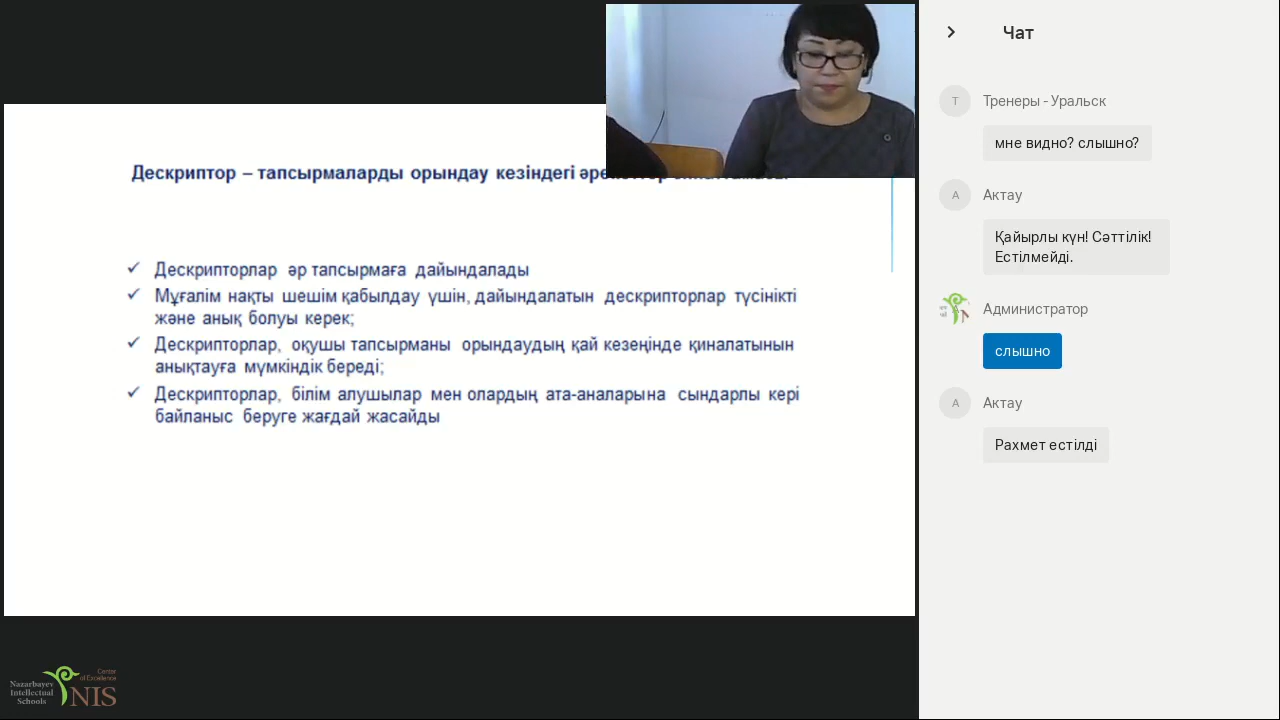 Дескриптор – тапсырмаларды орындау кезіндегі
Дескрипторлар әр тапсырмаға дайындалады
Мұғалім нақты шешім қабылдау үшін, дайындалатын дескрипторлар түсінікті
және анық болуы керек;
Дескрипторлар, оқушы тапсырманы орындаудың қай кезеңінде қиналатынын
анықтауға мүмкіндік береді;
Дескрипторлар, білім алушылар мен олардың ата-аналарына сындарлы кері
байланыс беруге жағдай жасайды
Nazarbayev
Intellectual
Schools
Center
of Excellence
NIS
Чат
Т
Тренеры - Уральск
мне видно? слышно?
А
Актау
Қайырлы күн! Сәттілік!
Естілмейді.
Администратор
слышно
А
Актау
Рахмет естілді